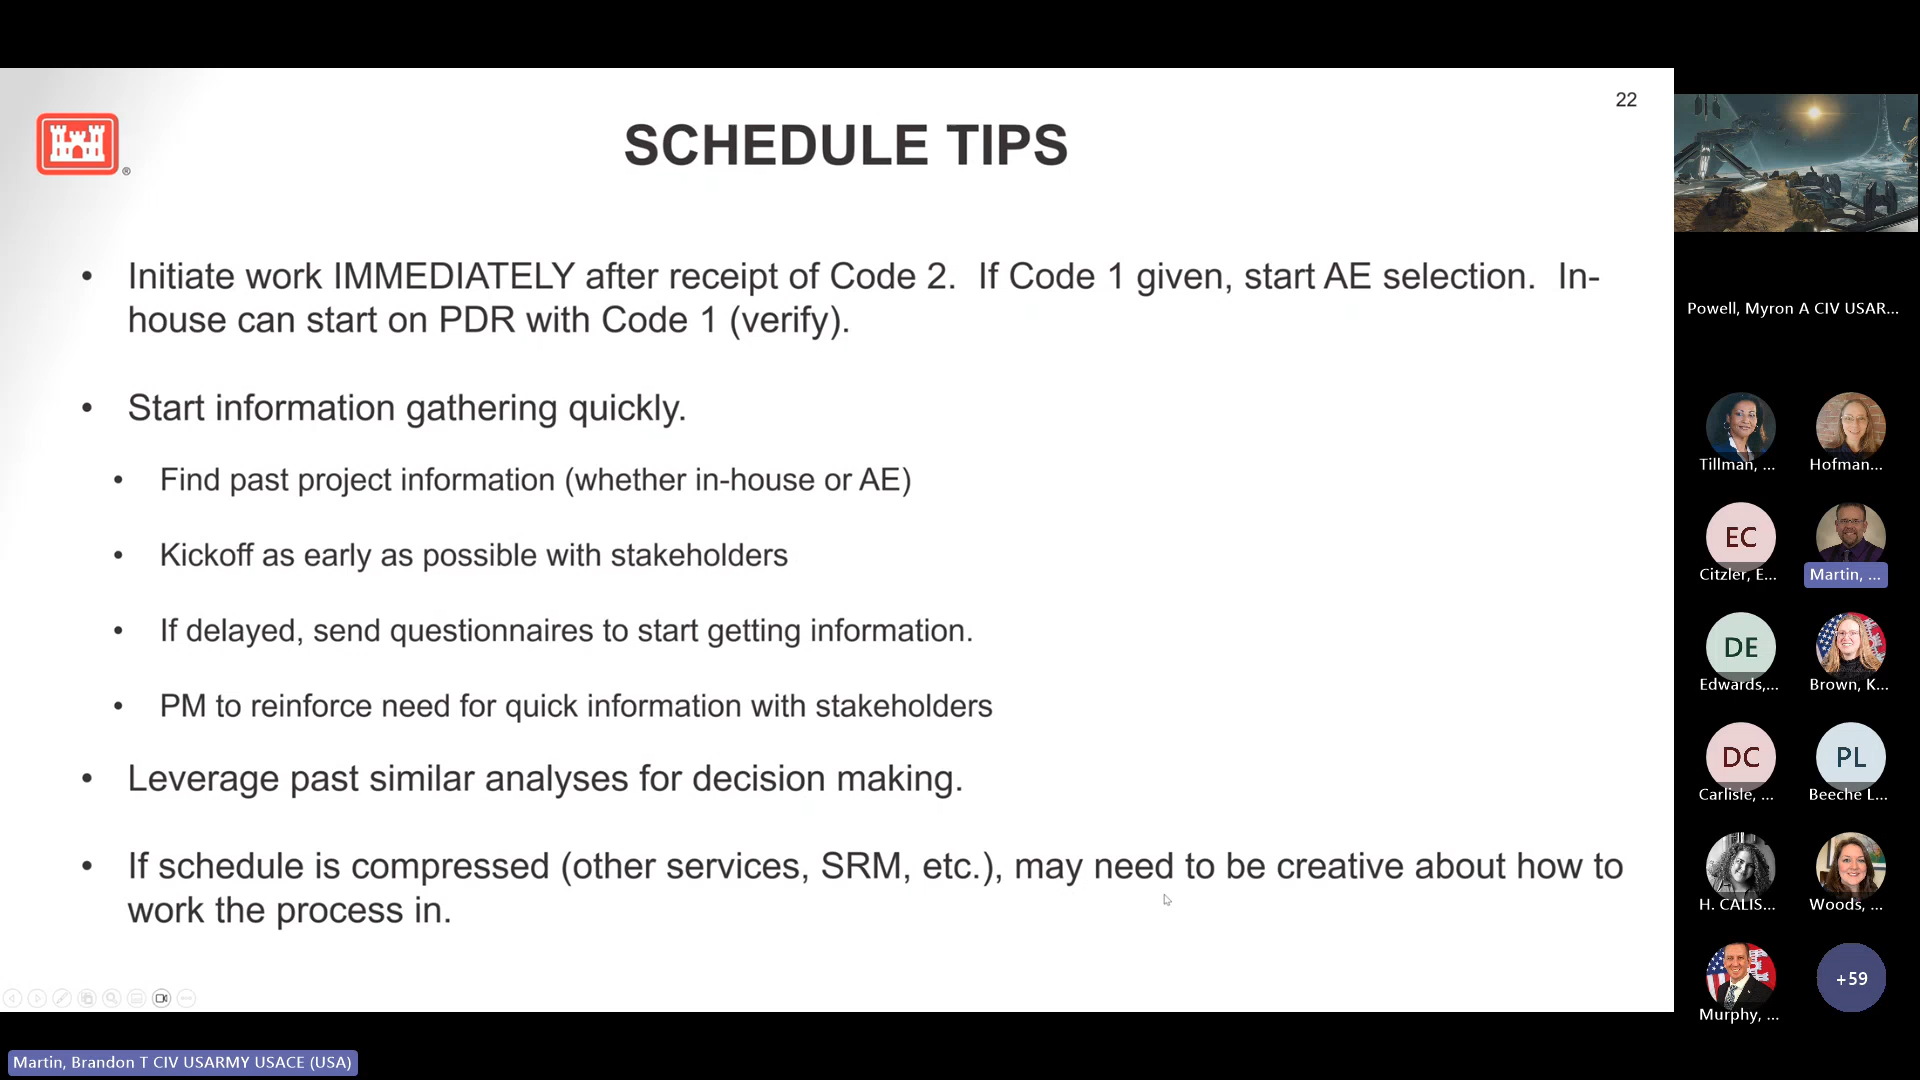 22
SCHEDULE TIPS
®
• Initiate work IMMEDIATELY after receipt of Code 2.  If Code 1 given, start AE selection.  In-
house can start on PDR with Code 1 (verify).
• Start information gathering quickly.
• Find past project information (whether in-house or AE)
• Kickoff as early as possible with stakeholders
• If delayed, send questionnaires to start getting information.
• PM to reinforce need for quick information with stakeholders
• Leverage past similar analyses for decision making.
• If schedule is compressed (other services, SRM, etc.), may need to be creative about how to
work the process in.
Powell, Myron A CIV USAR...
Tillman, ...
Hofman...
EC
Citzler, E...
Martin, ...
DE
Edwards,...
Brown, K...
DC
Carlisle, ...
PL
Beeche L...
H. CALIS...
Woods, ...
Murphy, ...
+59
Martin, Brandon T CIV USARMY USACE (USA)